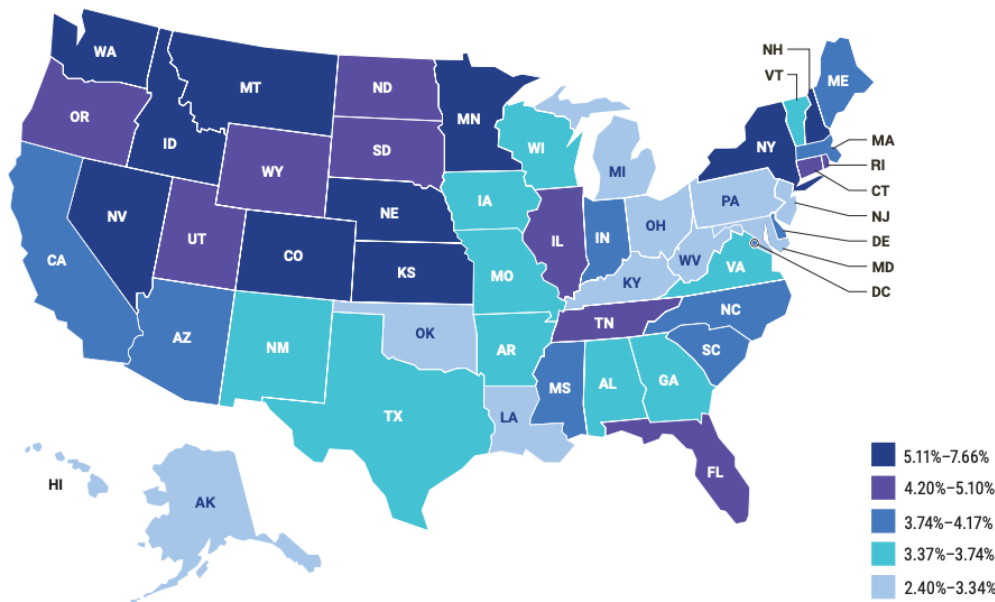 WA
MT
ND
MN
OR
ID
WY
SD
WI
MI
NH
VT
ME
NY
MA
RI
CT
NJ
DE
MD
DC
NV
UT
CO
NE
KS
IA
IL
IN
OH
PA
WV
VA
KY
MO
CA
AZ
NM
OK
AR
TN
NC
SC
MS
AL
GA
TX
LA
FL
HI
AK
5.11%–7.66%
4.20%–5.10%
3.74%–4.17%
3.37%–3.74%
2.40%–3.34%